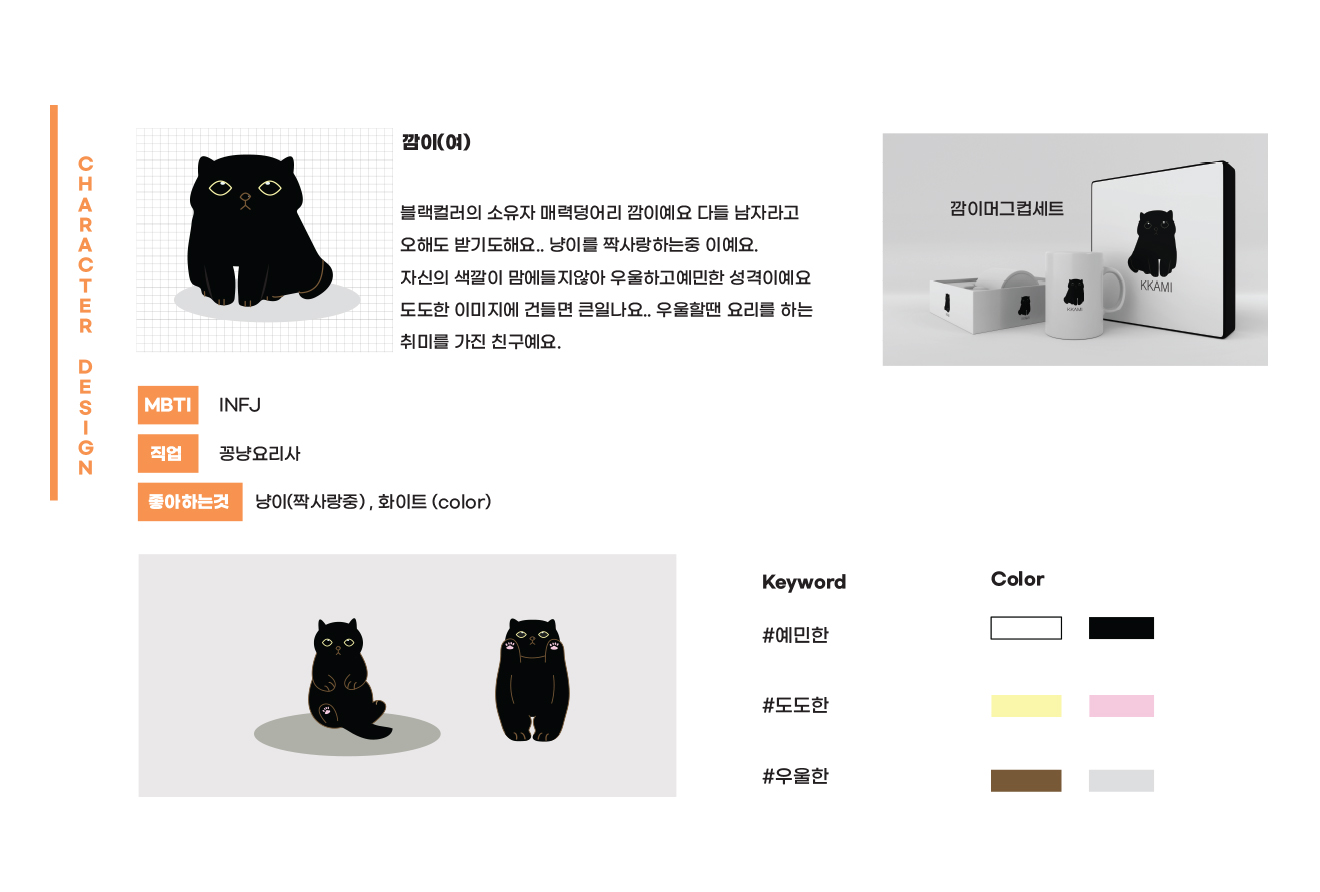 CHARACTER DESIGN
깜이(여)
블랙컬러의 소유자 매력덩어리 깜이예요 다들 남자라고
오해도 받기도해요.. 냥이를 짝사랑하는중 이예요.
자신의 색깔이 맘에들지않아 우울하고예민한 성격이예요
도도한 이미지에 건들면 큰일나요.. 우울할땐 요리를 하는
취미를 가진 친구예요.
깜이머그컵세트
KKAMI
KKAMI
KKAMI
MBTI INFJ
직업 꽁냥요리사
좋아하는것 냥이(짝사랑중) , 화이트 (color)
Keyword
#예민한
#도도한
#우울한
Color